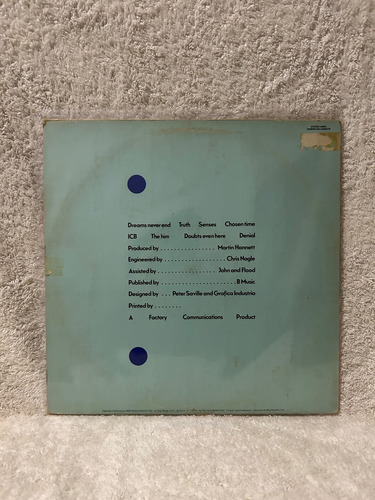 Dreams never end Truth Senses Chosen time
ICB The him Doubts even here Denial
Produced by . . . . . . . . . . . . . . . . Martin Hannett
Engineered by . . . . . . . . . . . . . . . . . . Chris Nagle
Assisted by . . . . . . . . . . . . . . . . . John and Flood
Published by . . . . . . . . . . . . . . . . . . . . . . B Music
Designed by . . . Peter Saville and Grafica Industria
Printed by . . . . . . . .
A Factory Communications Product